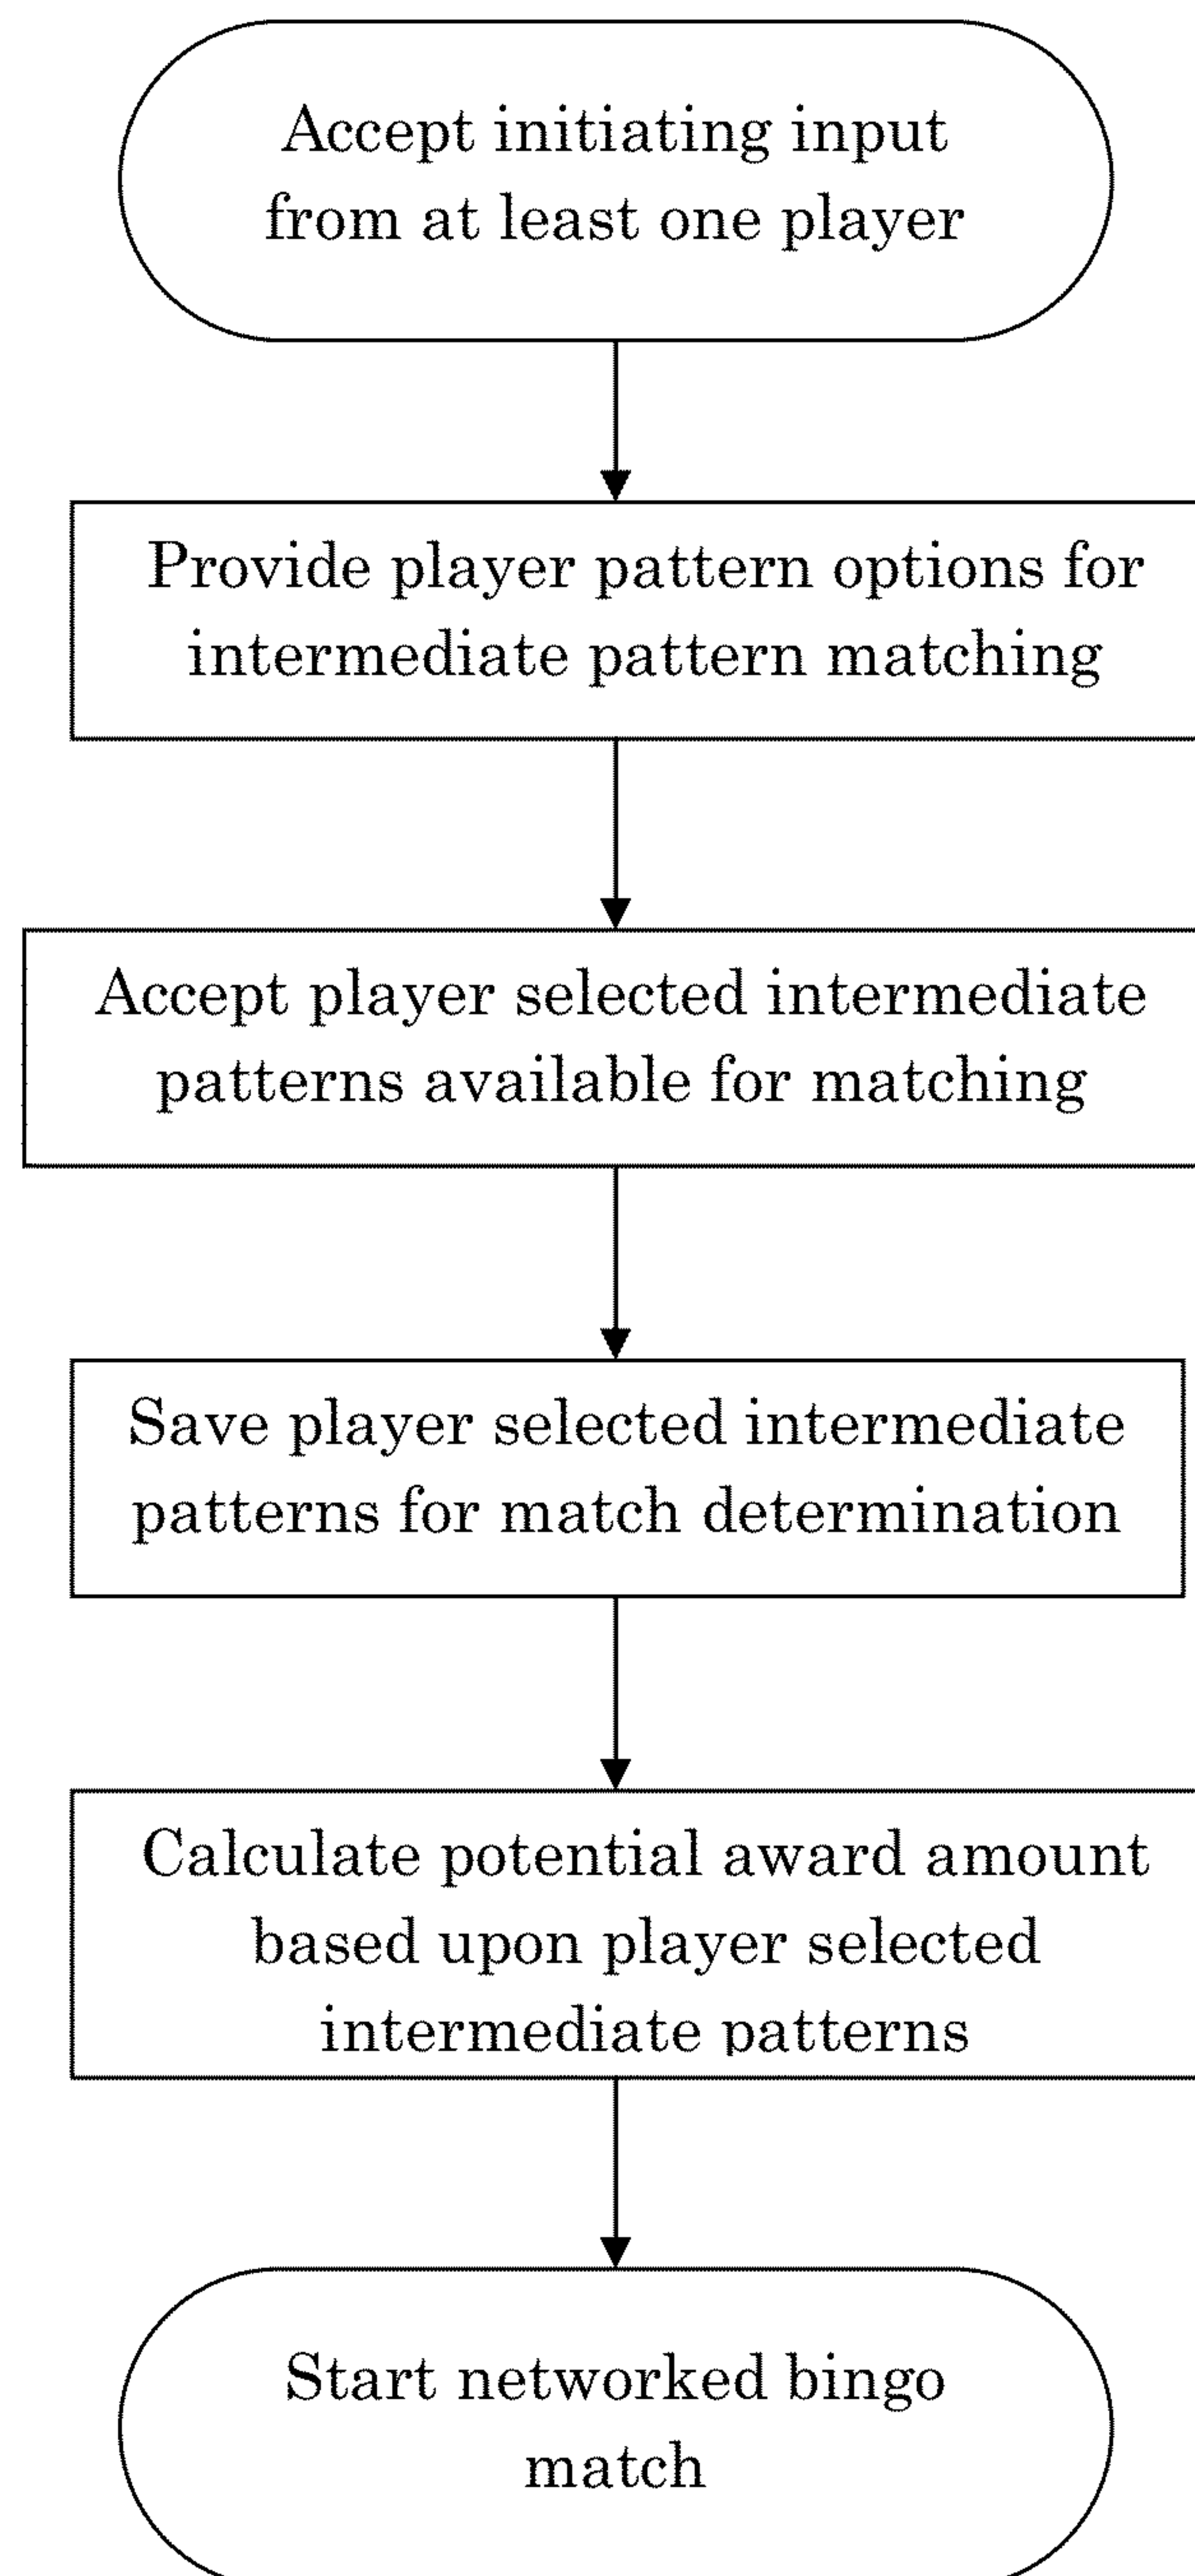 Accept initiating input
from at least one player
Provide player pattern options for
intermediate pattern matching
Accept player selected intermediate
patterns available for matching
Save player selected intermediate
patterns for match determination
Calculate potential award amount
based upon player selected
intermediate patterns
Start networked bingo
match